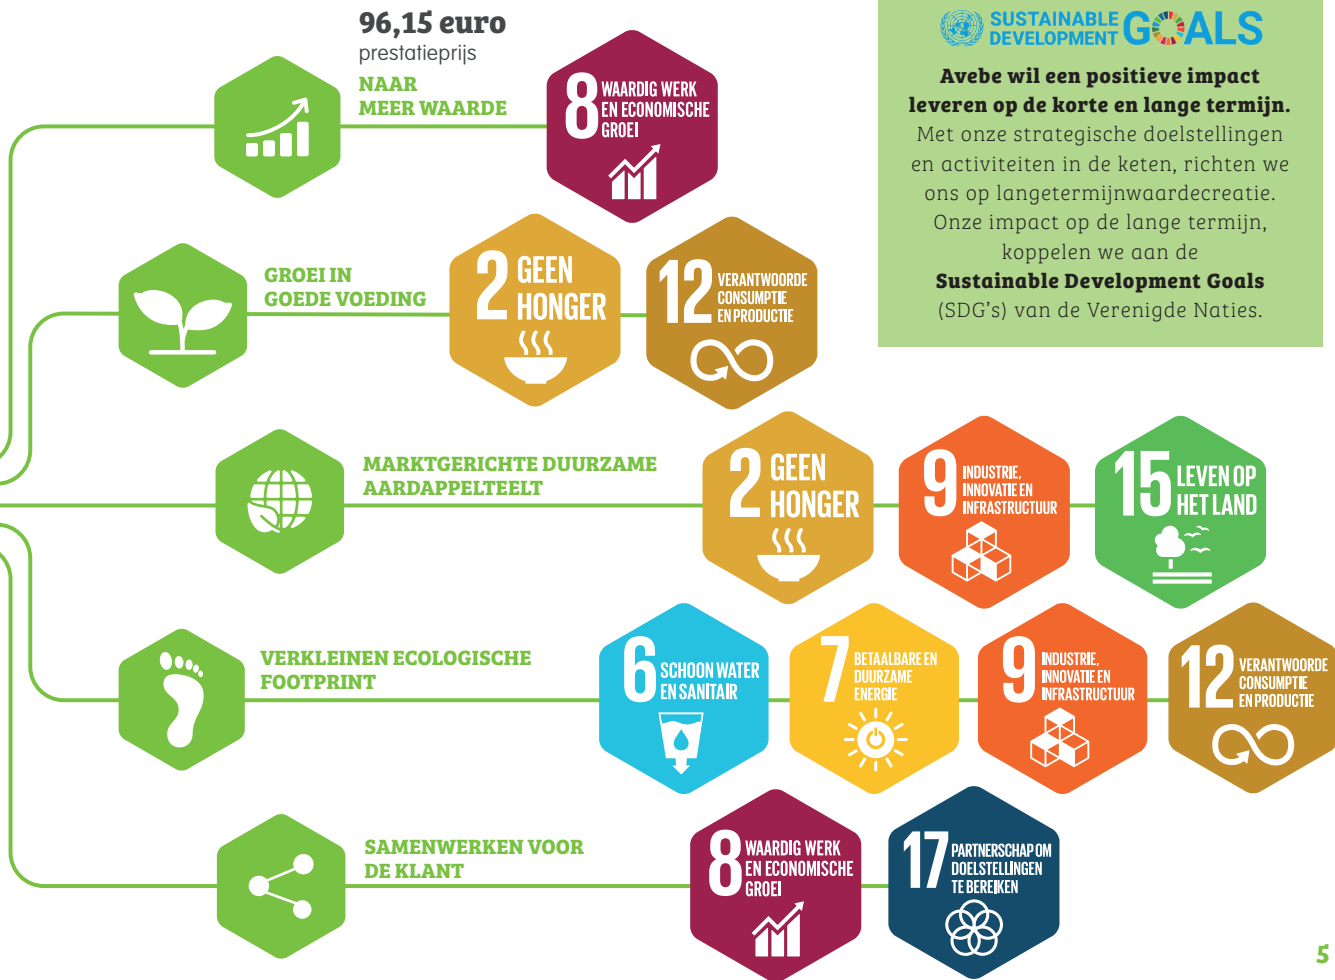 96,15 euro
prestatieprijs
NAAR
MEER WAARDE
8 WAARDIG WERK
EN ECONOMISCHE
GROEI
SUSTAINABLE
DEVELOPMENT GOALS
Avebe wil een positieve impact
leveren op de korte en lange termijn.
Met onze strategische doelstellingen
en activiteiten in de keten, richten we
ons op langetermijnwaardecreatie.
Onze impact op de lange termijn,
koppelen we aan de
Sustainable Development Goals
(SDG's) van de Verenigde Naties.
GROEI IN
GOEDE VOEDING
2 GEEN
HONGER
12 VERANTWOORDE
CONSUMPTIE
EN PRODUCTIE
MARKTGERICHTE DUURZAME
AARDAPPELTEELT
2 GEEN
HONGER
9 INDUSTRIE,
INNOVATIE EN
INFRASTRUCTUUR
15 LEVEN OP
HET LAND
VERKLEINEN ECOLOGISCHE
FOOTPRINT
6 SCHOON WATER
EN SANITAIR
7 BETAALBARE EN
DUURZAME
ENERGIE
9 INDUSTRIE,
INNOVATIE EN
INFRASTRUCTUUR
12 VERANTWOORDE
CONSUMPTIE
EN PRODUCTIE
SAMENWERKEN VOOR
DE KLANT
8 WAARDIG WERK
EN ECONOMISCHE
GROEI
17 PARTNERSCHAP OM
DOELSTELLINGEN
TE BEREIKEN
5